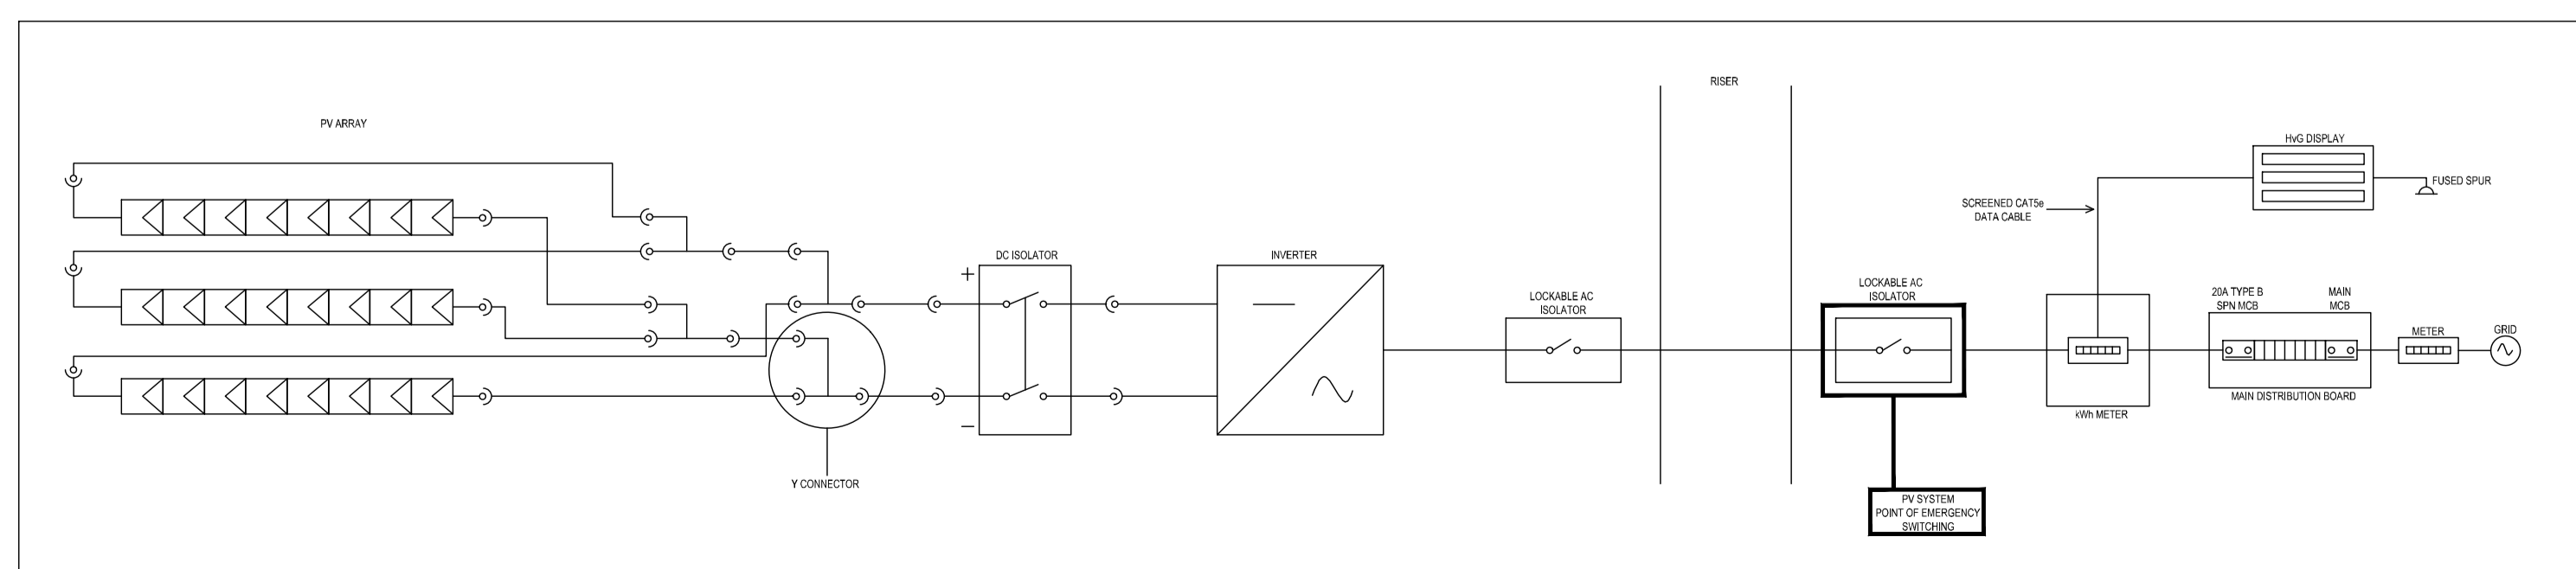 RISER
PV ARRAY
HvG DISPLAY
FUSED SPUR
SCREENED CAT5e
DATA CABLE
DC ISOLATOR
INVERTER
LOCKABLE AC
ISOLATOR
LOCKABLE AC
ISOLATOR
20A TYPE B
SPN MCB
MAIN
MCB
METER
GRID
+
−
kWh METER
MAIN DISTRIBUTION BOARD
Y CONNECTOR
PV SYSTEM
POINT OF EMERGENCY
SWITCHING